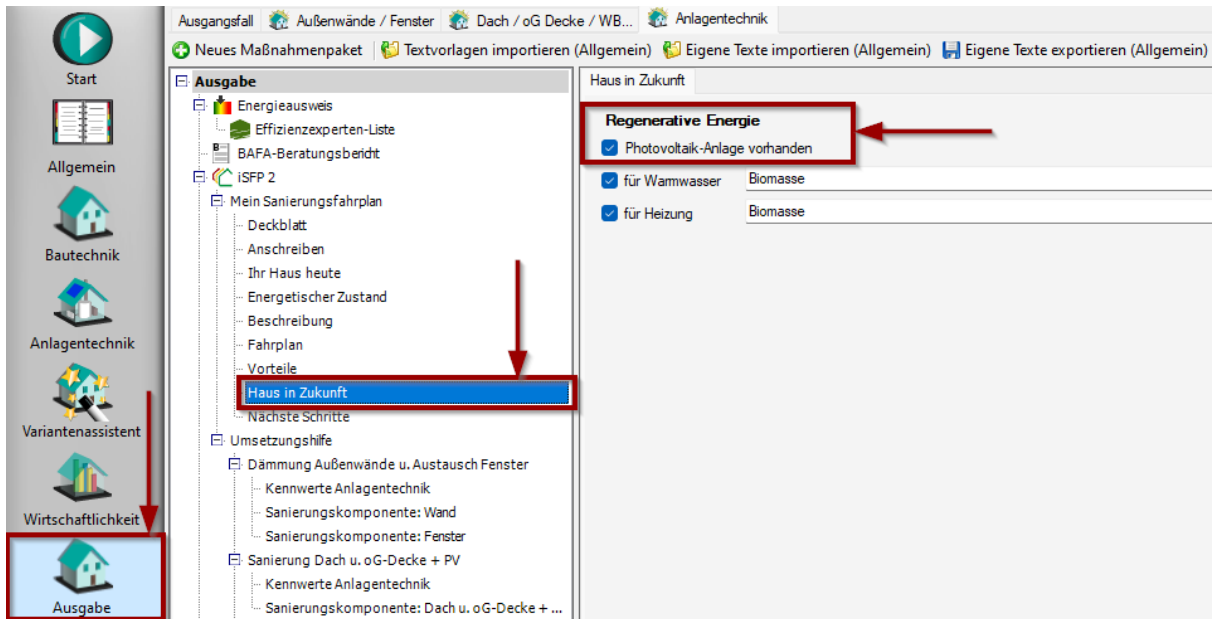 Ausgangsfall Außenwände / Fenster Dach / oG Decke / WB... Anlagentechnik
Neues Maßnahmenpaket Textvorlagen importieren (Allgemein) Eigene Texte importieren (Allgemein) Eigene Texte exportieren (Allgemein)
Start
Allgemein
Bautechnik
Anlagentechnik
Variantenassistent
Wirtschaftlichkeit
Ausgabe
Ausgabe
Energieausweis
Effizienzexperten-Liste
BAFA-Beratungsbericht
iSFP 2
Mein Sanierungsfahrplan
Deckblatt
Anschreiben
Ihr Haus heute
Energetischer Zustand
Beschreibung
Fahrplan
Vorteile
Haus in Zukunft
Nächste Schritte
Umsetzungshilfe
Dämmung Außenwände u. Austausch Fenster
Kennwerte Anlagentechnik
Sanierungskomponente: Wand
Sanierungskomponente: Fenster
Sanierung Dach u. oG-Decke + PV
Kennwerte Anlagentechnik
Sanierungskomponente: Dach u. oG-Decke + ...
Haus in Zukunft
Regenerative Energie
Photovoltaik-Anlage vorhanden
für Warmwasser Biomasse
für Heizung Biomasse